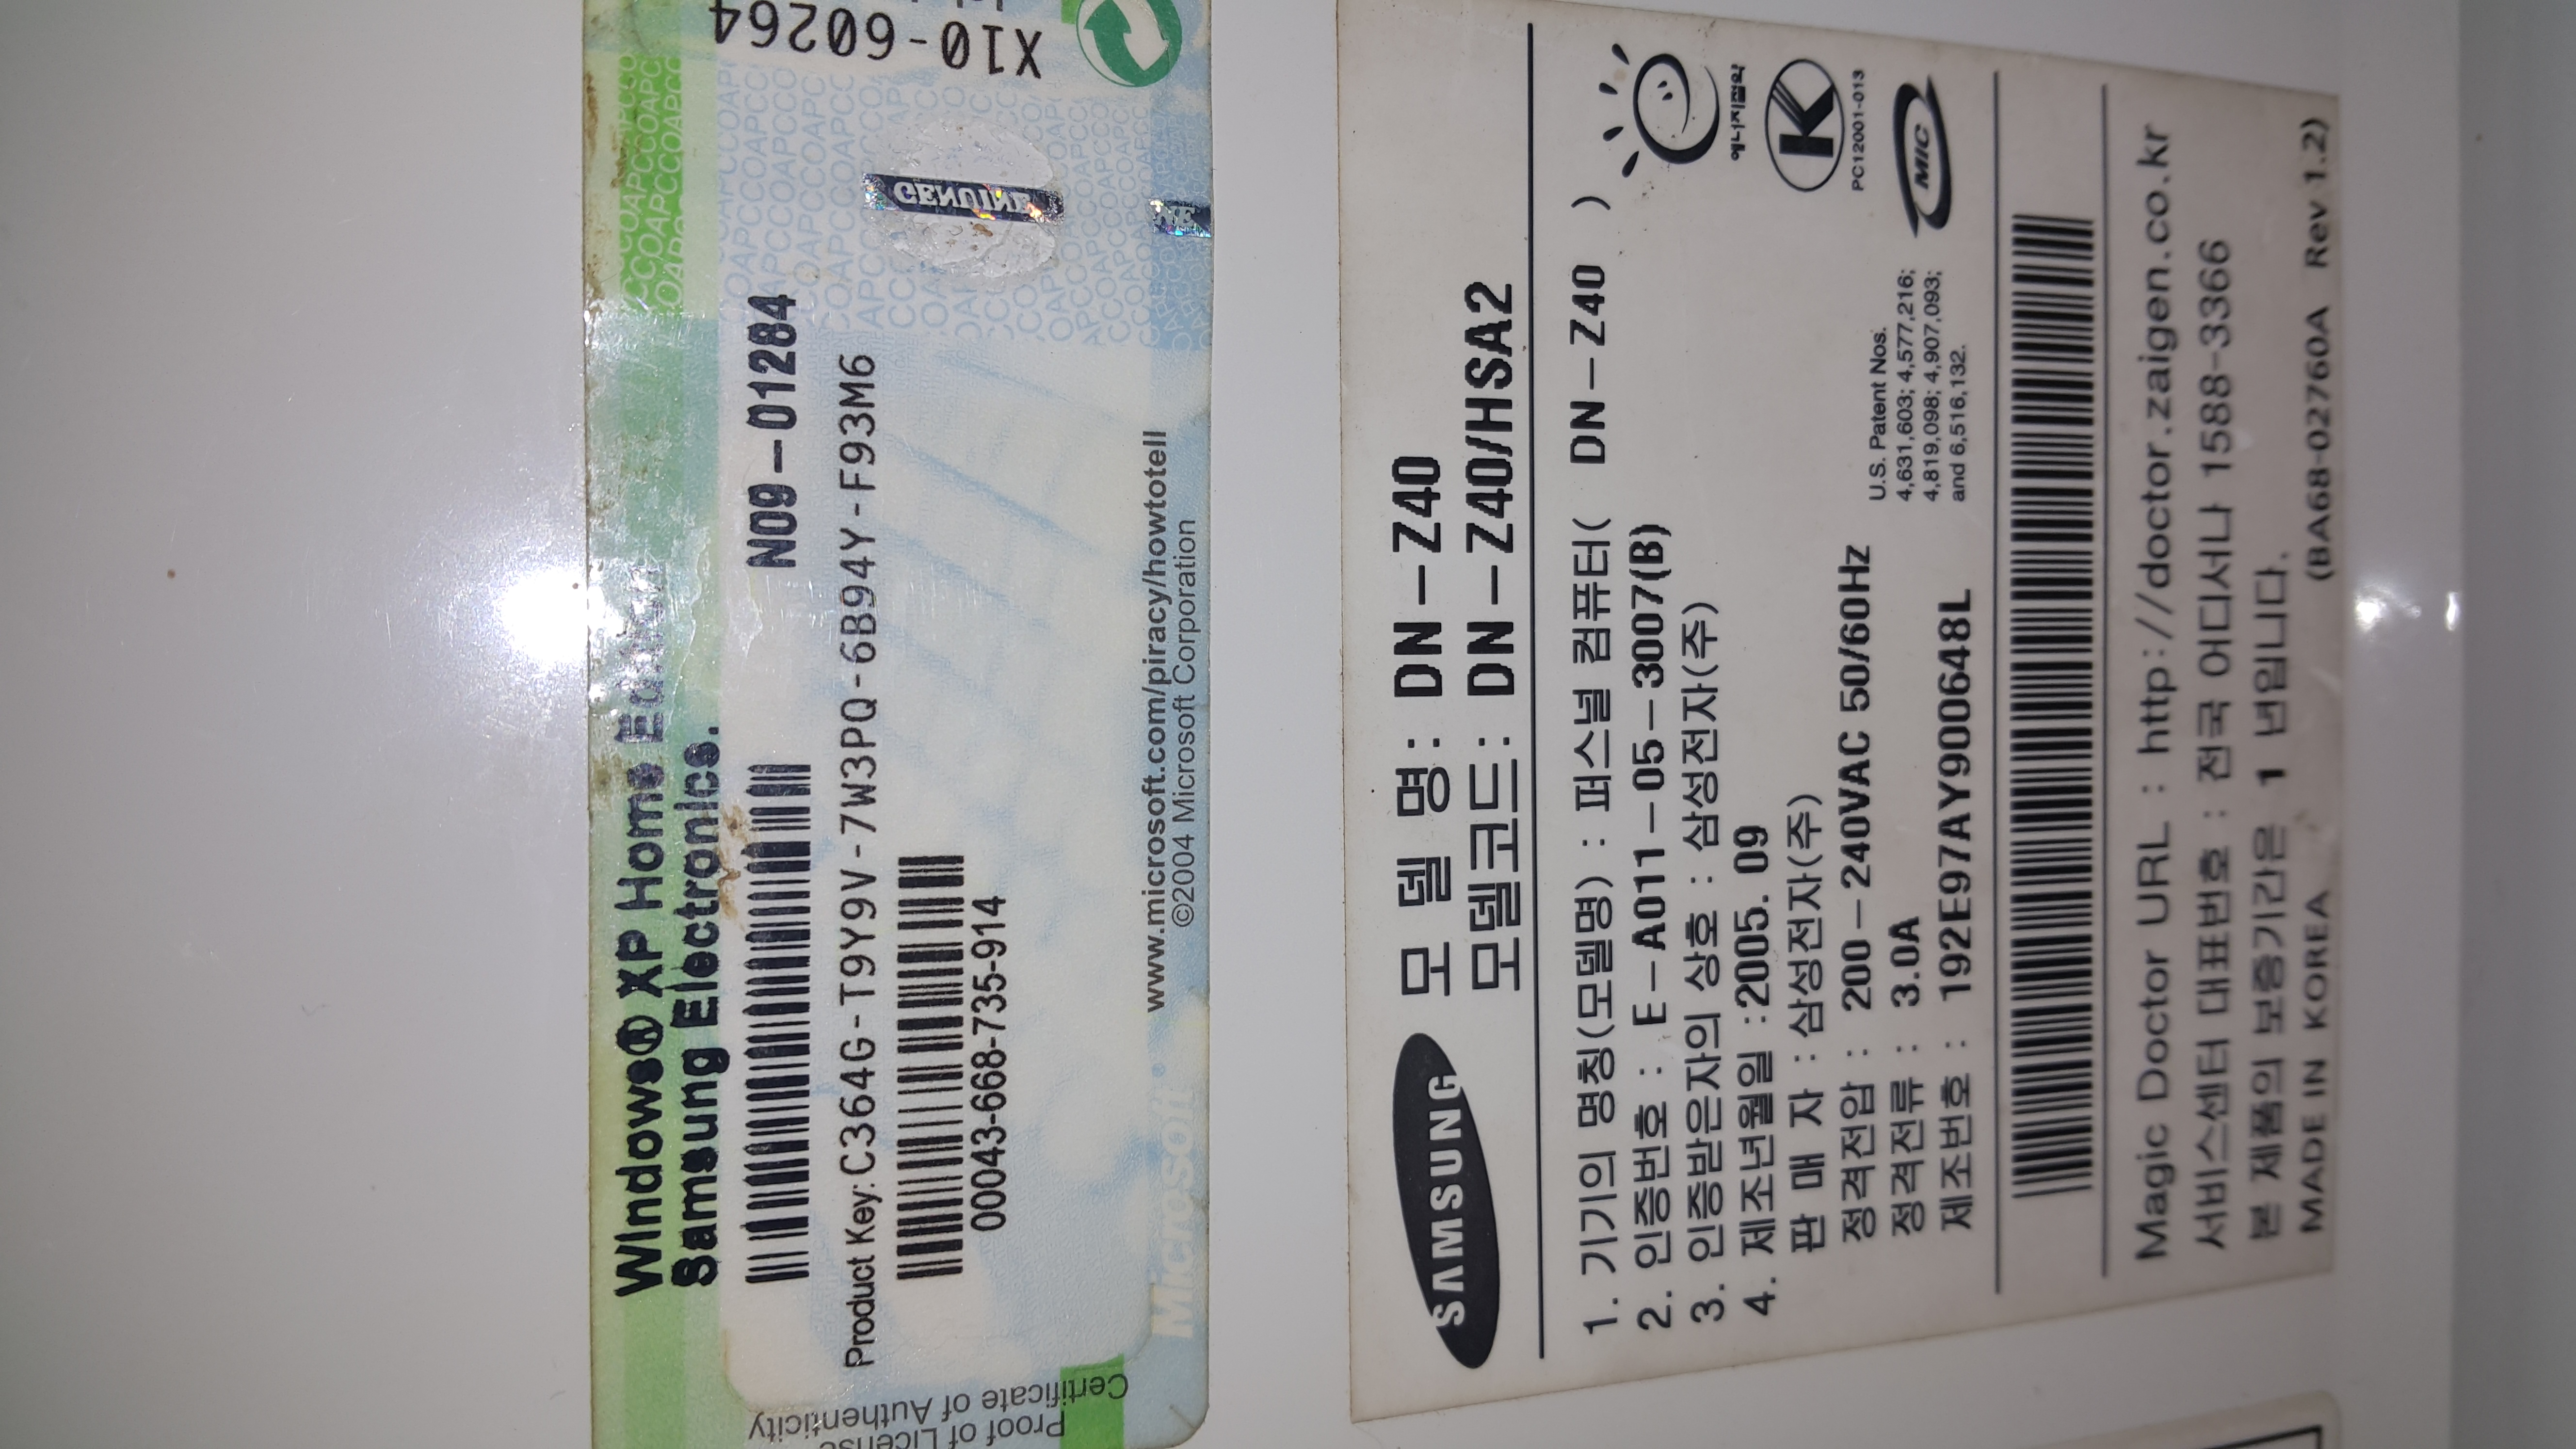 Windows® XP Home Edition
Samsung Electronics.
N09-01284
Product Key: C364G-T9Y9V-7W3PQ-6B94Y-F93M6
00043-668-735-914
www.microsoft.com/piracy/howtotell
©2004 Microsoft Corporation
Microsoft®
Proof of License
Certificate of Authenticity
X10-60264
GENUINE
NE
SAMSUNG
모 델 명 : DN-Z40
모델코드 : DN-Z40/HSA2
1. 기기의 명칭(모델명) : 퍼스널 컴퓨터( DN-Z40 )
2. 인증번호 : E-A011-05-3007(B)
3. 인증받은자의 상호 : 삼성전자(주)
4. 제조년월일 :2005. 09
판 매 자 : 삼성전자(주)
정격전압 : 200-240VAC 50/60Hz
정격전류 : 3.0A
제조번호 : 192E97AY900648L
U.S. Patent Nos.
4,631,603; 4,577,216;
4,819,098; 4,907,093;
and 6,516,132.
에너지절약
K
PC12001-013
MIC
Magic Doctor URL : http://doctor.zaigen.co.kr
서비스센터 대표번호 : 전국 어디서나 1588-3366
본 제품의 보증기간은 1 년입니다.
MADE IN KOREA (BA68-02760A Rev 1.2)